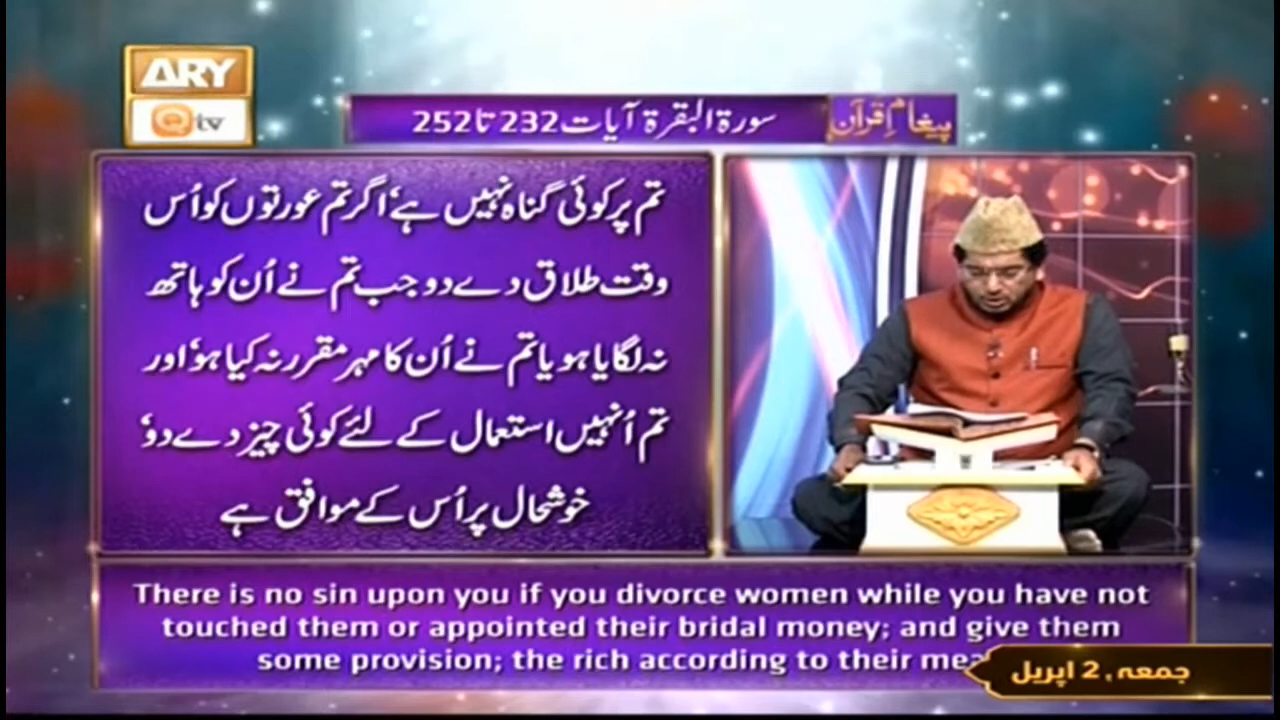 ARY
Qtv
پیغامِ قرآن
سورۃ البقرۃ آیات 232 تا 252
تم پر کوئی گناہ نہیں ہے‘ اگر تم عورتوں کو اُس
وقت طلاق دے دو جب تم نے اُن کو ہاتھ
نہ لگایا ہو یا تم نے اُن کا مہر مقرر نہ کیا ہو‘ اور
تم اُنہیں استعمال کے لئے کوئی چیز دے دو‘
خوشحال پر اُس کے موافق ہے
There is no sin upon you if you divorce women while you have not
touched them or appointed their bridal money; and give them
some provision; the rich according to their
جمعہ، 2 اپریل